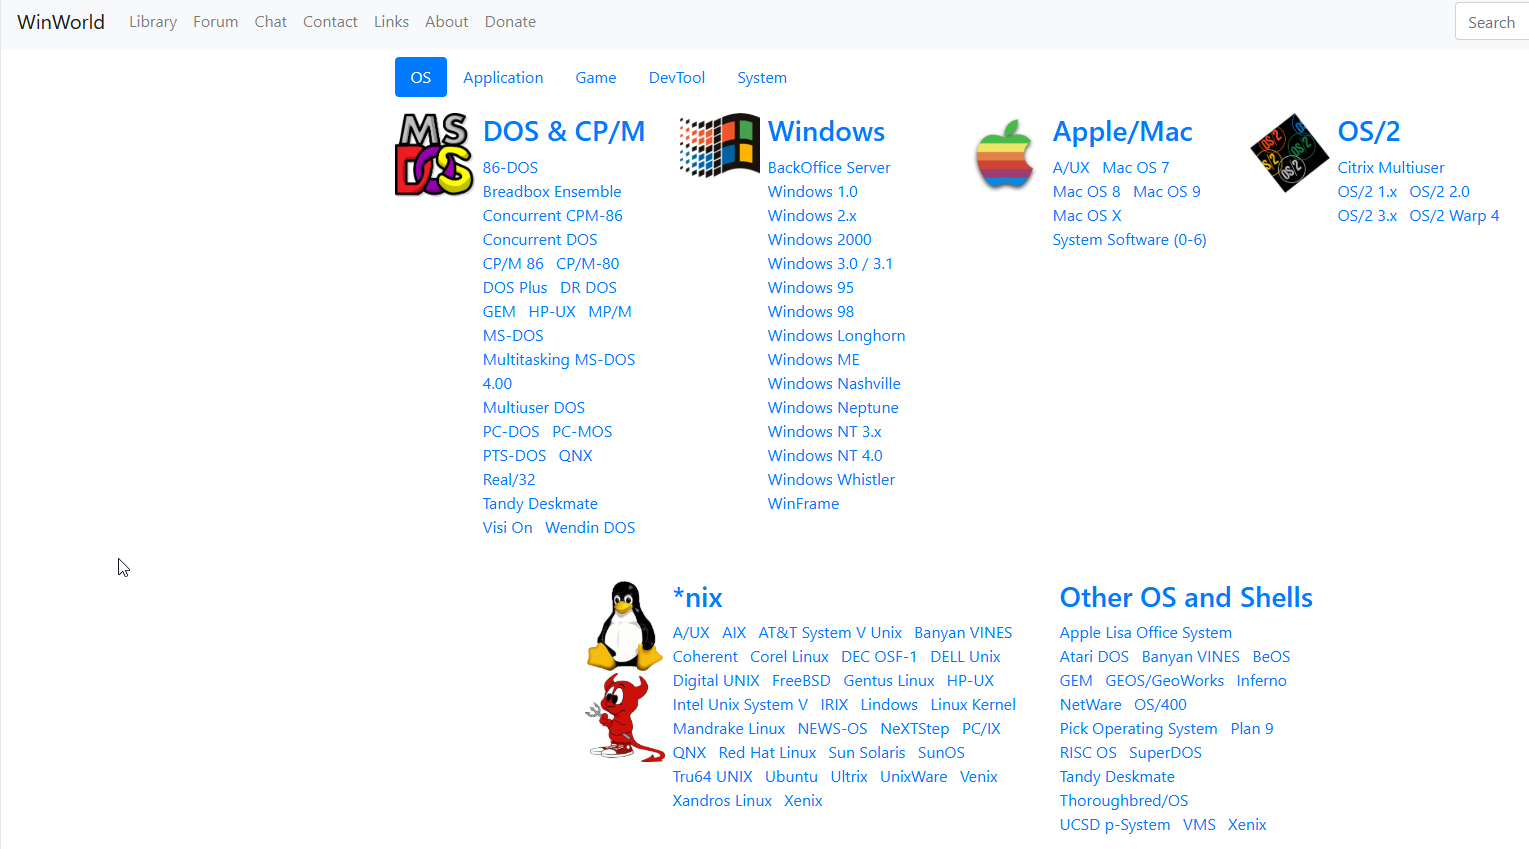 WinWorld Library Forum Chat Contact Links About Donate Search
OS Application Game DevTool System
MS
DOS
DOS & CP/M
86-DOS
Breadbox Ensemble
Concurrent CPM-86
Concurrent DOS
CP/M 86 CP/M-80
DOS Plus DR DOS
GEM HP-UX MP/M
MS-DOS
Multitasking MS-DOS
4.00
Multiuser DOS
PC-DOS PC-MOS
PTS-DOS QNX
Real/32
Tandy Deskmate
Visi On Wendin DOS
Windows
BackOffice Server
Windows 1.0
Windows 2.x
Windows 2000
Windows 3.0 / 3.1
Windows 95
Windows 98
Windows Longhorn
Windows ME
Windows Nashville
Windows Neptune
Windows NT 3.x
Windows NT 4.0
Windows Whistler
WinFrame
Apple/Mac
A/UX Mac OS 7
Mac OS 8 Mac OS 9
Mac OS X
System Software (0-6)
OS/2
OS/2
Citrix Multiuser
OS/2 1.x OS/2 2.0
OS/2 3.x OS/2 Warp 4
*nix
A/UX AIX AT&T System V Unix Banyan VINES
Coherent Corel Linux DEC OSF-1 DELL Unix
Digital UNIX FreeBSD Gentus Linux HP-UX
Intel Unix System V IRIX Lindows Linux Kernel
Mandrake Linux NEWS-OS NeXTStep PC/IX
QNX Red Hat Linux Sun Solaris SunOS
Tru64 UNIX Ubuntu Ultrix UnixWare Venix
Xandros Linux Xenix
Other OS and Shells
Apple Lisa Office System
Atari DOS Banyan VINES BeOS
GEM GEOS/GeoWorks Inferno
NetWare OS/400
Pick Operating System Plan 9
RISC OS SuperDOS
Tandy Deskmate
Thoroughbred/OS
UCSD p-System VMS Xenix